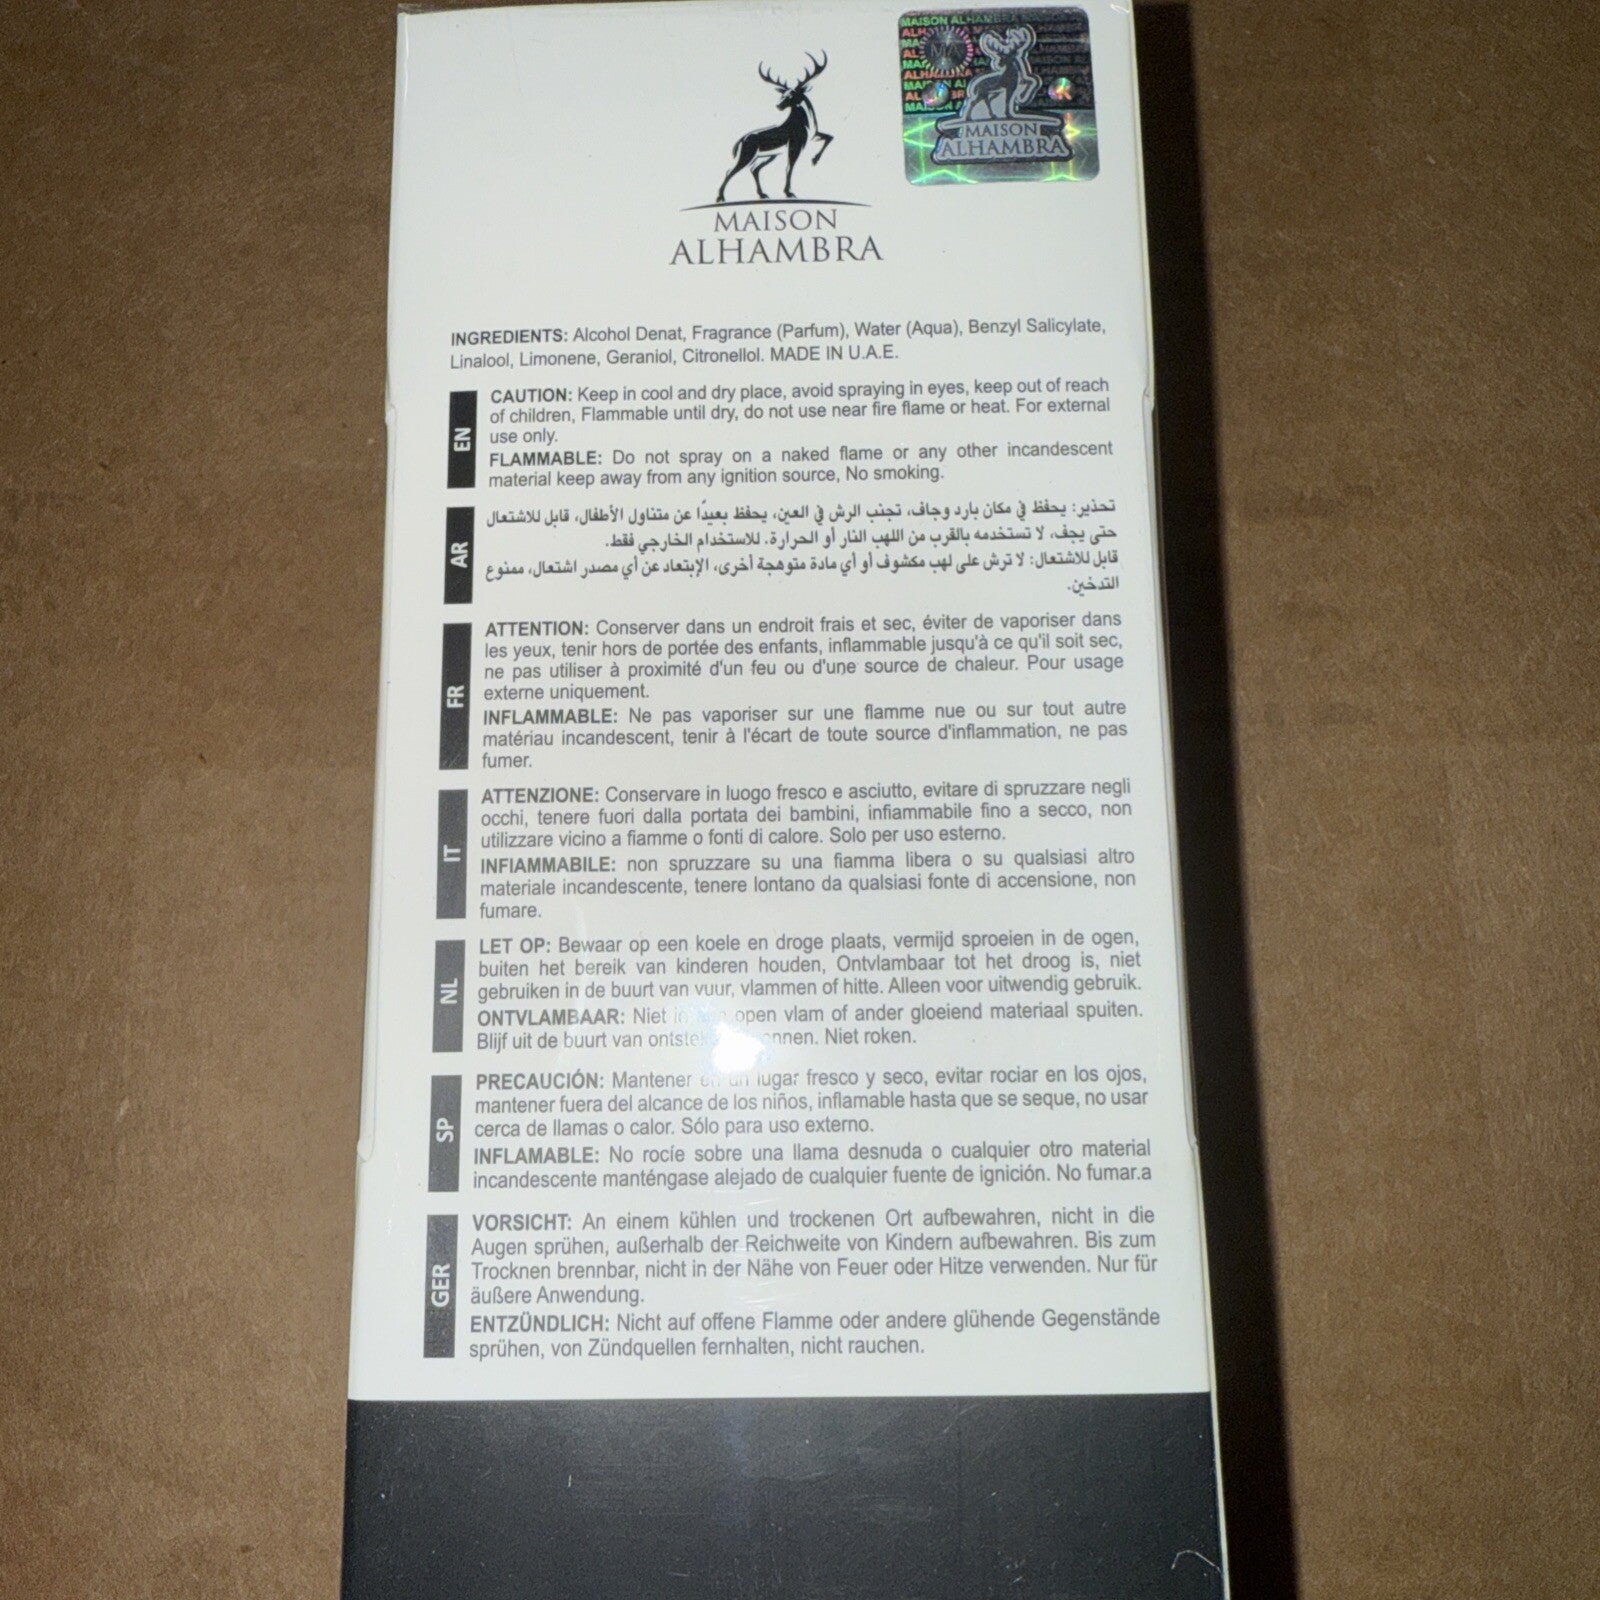 MAISON ALHAMBRA
MAISON
ALHAMBRA
MAISON
ALHAMBRA
INGREDIENTS: Alcohol Denat, Fragrance (Parfum), Water (Aqua), Benzyl Salicylate,
Linalool, Limonene, Geraniol, Citronellol. MADE IN U.A.E.
EN
CAUTION: Keep in cool and dry place, avoid spraying in eyes, keep out of reach
of children, Flammable until dry, do not use near fire flame or heat. For external
use only.
FLAMMABLE: Do not spray on a naked flame or any other incandescent
material keep away from any ignition source, No smoking.
AR
تحذير: يحفظ في مكان بارد وجاف، تجنب الرش في العين، يحفظ بعيدًا عن متناول الأطفال، قابل للاشتعال
حتى يجف، لا تستخدمه بالقرب من اللهب النار أو الحرارة. للاستخدام الخارجي فقط.
قابل للاشتعال: لا ترش على لهب مكشوف أو أي مادة متوهجة أخرى، الإبتعاد عن أي مصدر اشتعال، ممنوع
التدخين.
FR
ATTENTION: Conserver dans un endroit frais et sec, éviter de vaporiser dans
les yeux, tenir hors de portée des enfants, inflammable jusqu'à ce qu'il soit sec,
ne pas utiliser à proximité d'un feu ou d'une source de chaleur. Pour usage
externe uniquement.
INFLAMMABLE: Ne pas vaporiser sur une flamme nue ou sur tout autre
matériau incandescent, tenir à l'écart de toute source d'inflammation, ne pas
fumer.
IT
ATTENZIONE: Conservare in luogo fresco e asciutto, evitare di spruzzare negli
occhi, tenere fuori dalla portata dei bambini, infiammabile fino a secco, non
utilizzare vicino a fiamme o fonti di calore. Solo per uso esterno.
INFIAMMABILE: non spruzzare su una fiamma libera o su qualsiasi altro
materiale incandescente, tenere lontano da qualsiasi fonte di accensione, non
fumare.
NL
LET OP: Bewaar op een koele en droge plaats, vermijd sproeien in de ogen,
buiten het bereik van kinderen houden, Ontvlambaar tot het droog is, niet
gebruiken in de buurt van vuur, vlammen of hitte. Alleen voor uitwendig gebruik.
ONTVLAMBAAR: Niet open vlam of ander gloeiend materiaal spuiten.
Blijf uit de buurt van Niet roken.
SP
PRECAUCIÓN: Mantener en un lugar fresco y seco, evitar rociar en los ojos,
mantener fuera del alcance de los niños, inflamable hasta que se seque, no usar
cerca de llamas o calor. Sólo para uso externo.
INFLAMABLE: No rocíe sobre una llama desnuda o cualquier otro material
incandescente manténgase alejado de cualquier fuente de ignición. No fumar.a
GER
VORSICHT: An einem kühlen und trockenen Ort aufbewahren, nicht in die
Augen sprühen, außerhalb der Reichweite von Kindern aufbewahren. Bis zum
Trocknen brennbar, nicht in der Nähe von Feuer oder Hitze verwenden. Nur für
äußere Anwendung.
ENTZÜNDLICH: Nicht auf offene Flamme oder andere glühende Gegenstände
sprühen, von Zündquellen fernhalten, nicht rauchen.